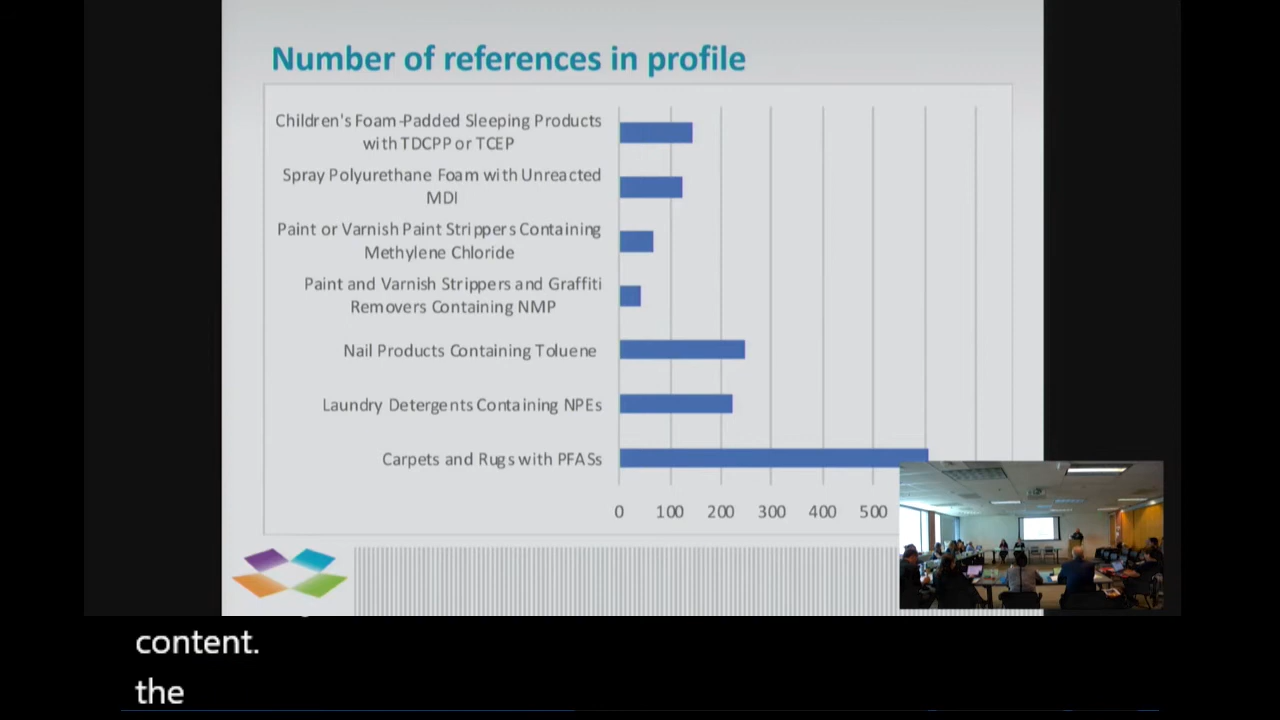 Number of references in profile
Children's Foam-Padded Sleeping Products
with TDCPP or TCEP
Spray Polyurethane Foam with Unreacted
MDI
Paint or Varnish Paint Strippers Containing
Methylene Chloride
Paint and Varnish Strippers and Graffiti
Removers Containing NMP
Nail Products Containing Toluene
Laundry Detergents Containing NPEs
Carpets and Rugs with PFASs
0 100 200 300 400 500
content.
the